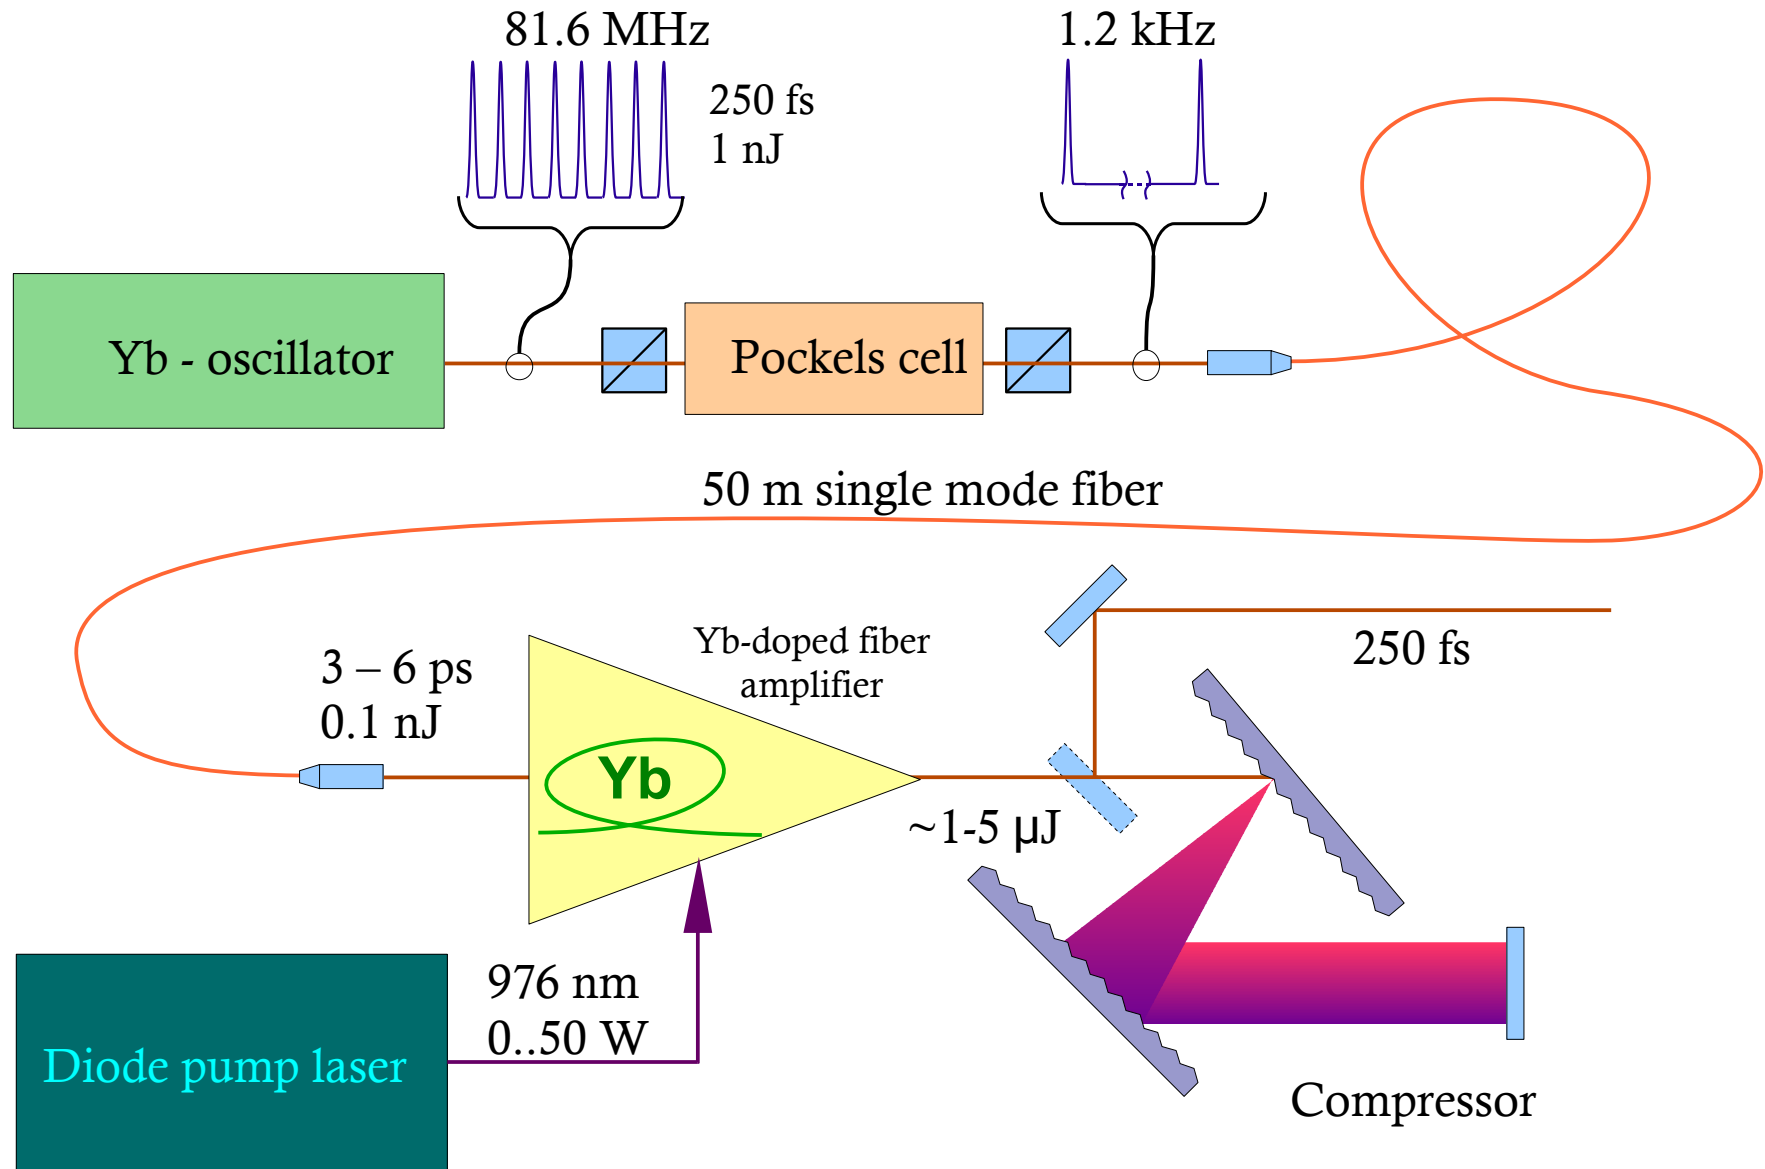 81.6 MHz
250 fs
1 nJ
1.2 kHz
Yb - oscillator
Pockels cell
50 m single mode fiber
3 – 6 ps
0.1 nJ
Yb-doped fiber
amplifier
250 fs
Yb
~1-5 µJ
976 nm
0..50 W
Diode pump laser
Compressor